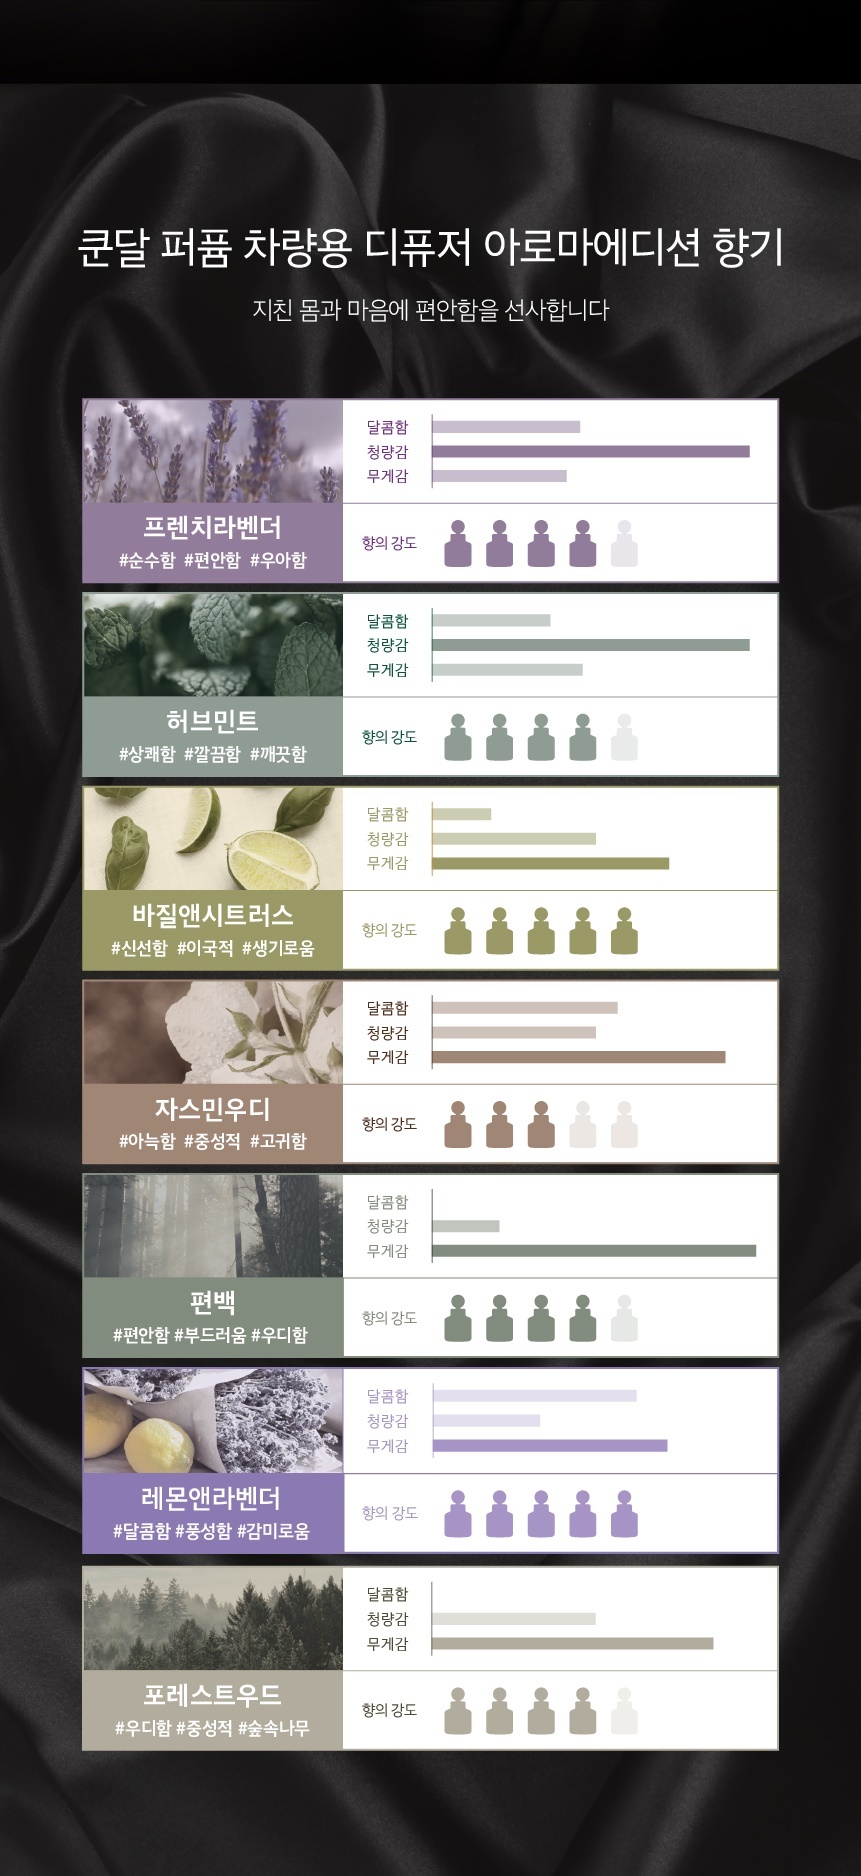 쿤달 퍼퓸 차량용 디퓨저 아로마에디션 향기
지친 몸과 마음에 편안함을 선사합니다
달콤함
청량감
무게감
프렌치라벤더
#순수함 #편안함 #우아함
향의 강도
달콤함
청량감
무게감
허브민트
#상쾌함 #깔끔함 #깨끗함
향의 강도
달콤함
청량감
무게감
바질앤시트러스
#신선함 #이국적 #생기로움
향의 강도
달콤함
청량감
무게감
자스민우디
#아늑함 #중성적 #고귀함
향의 강도
달콤함
청량감
무게감
편백
#편안함 #부드러움 #우디함
향의 강도
달콤함
청량감
무게감
레몬앤라벤더
#달콤함 #풍성함 #감미로움
향의 강도
달콤함
청량감
무게감
포레스트우드
#우디함 #중성적 #숲속나무
향의 강도